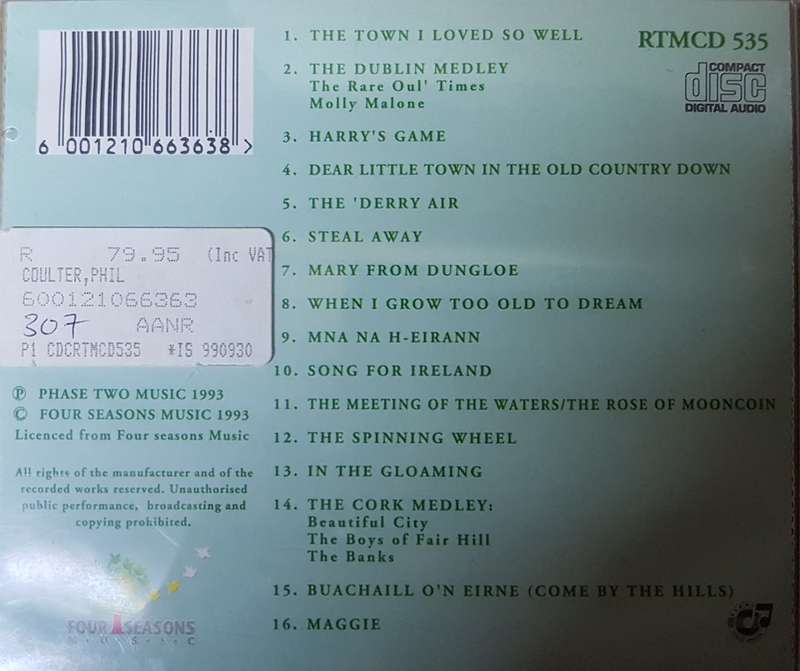 6 001210 663638 >
R 79.95 (Inc VAT
COULTER,PHIL
600121066363
307 AANR
P1 CDCRTMCD535 *IS 990930
Ⓟ PHASE TWO MUSIC 1993
© FOUR SEASONS MUSIC 1993
Licenced from Four seasons Music
All rights of the manufacturer and of the
recorded works reserved. Unauthorised
public performance, broadcasting and
copying prohibited.
FOUR SEASONS
MUSIC
1. THE TOWN I LOVED SO WELL
2. THE DUBLIN MEDLEY
The Rare Oul' Times
Molly Malone
3. HARRY'S GAME
4. DEAR LITTLE TOWN IN THE OLD COUNTRY DOWN
5. THE 'DERRY AIR
6. STEAL AWAY
7. MARY FROM DUNGLOE
8. WHEN I GROW TOO OLD TO DREAM
9. MNA NA H-EIRANN
10. SONG FOR IRELAND
11. THE MEETING OF THE WATERS/THE ROSE OF MOONCOIN
12. THE SPINNING WHEEL
13. IN THE GLOAMING
14. THE CORK MEDLEY:
Beautiful City
The Boys of Fair Hill
The Banks
15. BUACHAILL O'N EIRNE (COME BY THE HILLS)
16. MAGGIE
RTMCD 535
COMPACT
disc
DIGITAL AUDIO